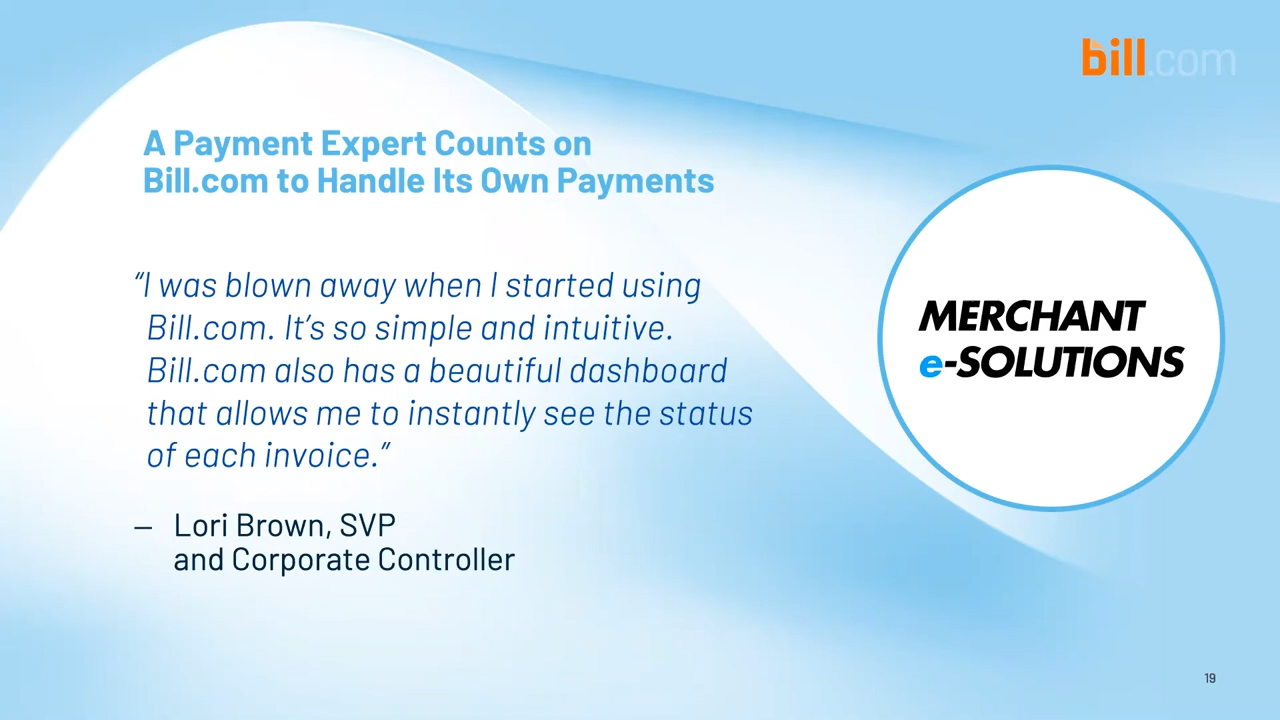 bill.com
A Payment Expert Counts on
Bill.com to Handle Its Own Payments
“I was blown away when I started using
Bill.com. It’s so simple and intuitive.
Bill.com also has a beautiful dashboard
that allows me to instantly see the status
of each invoice.”
– Lori Brown, SVP
and Corporate Controller
MERCHANT
e-SOLUTIONS
19